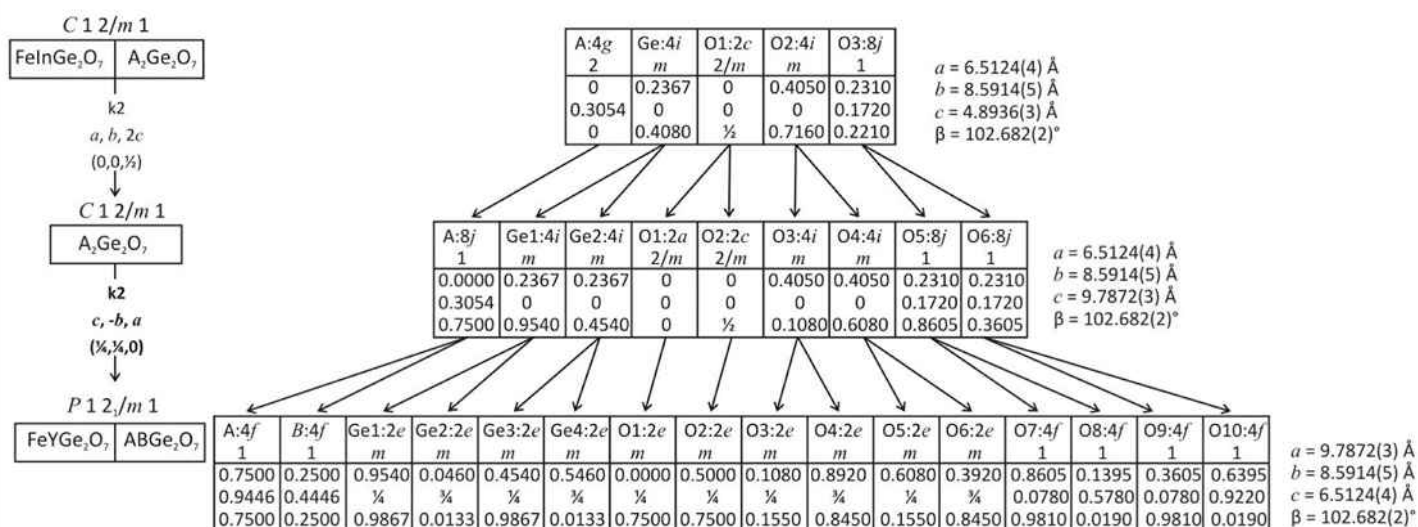 C 1 2/m 1
FeInGe₂O₇ A₂Ge₂O₇
k2
a, b, 2c
(0,0,½)
C 1 2/m 1
A₂Ge₂O₇
k2
c, -b, a
(¼,¼,0)
P 1 2₁/m 1
FeYGe₂O₇ ABGe₂O₇
A:4g Ge:4i O1:2c O2:4i O3:8j
2 m 2/m m 1
0 0.2367 0 0.4050 0.2310
0.3054 0 0 0 0.1720
0 0.4080 ½ 0.7160 0.2210
a = 6.5124(4) Å
b = 8.5914(5) Å
c = 4.8936(3) Å
β = 102.682(2)°
A:8j Ge1:4i Ge2:4i O1:2a O2:2c O3:4i O4:4i O5:8j O6:8j
1 m m 2/m 2/m m m 1 1
0.0000 0.2367 0.2367 0 0 0.4050 0.4050 0.2310 0.2310
0.3054 0 0 0 0 0 0 0.1720 0.1720
0.7500 0.9540 0.4540 0 ½ 0.1080 0.6080 0.8605 0.3605
a = 6.5124(4) Å
b = 8.5914(5) Å
c = 9.7872(3) Å
β = 102.682(2)°
A:4f B:4f Ge1:2e Ge2:2e Ge3:2e Ge4:2e O1:2e O2:2e O3:2e O4:2e O5:2e O6:2e O7:4f O8:4f O9:4f O10:4f
1 1 m m m m m m m m m m 1 1 1 1
0.7500 0.2500 0.9540 0.0460 0.4540 0.5460 0.0000 0.5000 0.1080 0.8920 0.6080 0.3920 0.8605 0.1395 0.3605 0.6395
0.9446 0.4446 ¼ ¾ ¼ ¾ ¼ ¼ ¼ ¾ ¼ ¾ 0.0780 0.5780 0.0780 0.9220
0.7500 0.2500 0.9867 0.0133 0.9867 0.0133 0.7500 0.7500 0.1550 0.8450 0.1550 0.8450 0.9810 0.0190 0.9810 0.0190
a = 9.7872(3) Å
b = 8.5914(5) Å
c = 6.5124(4) Å
β = 102.682(2)°